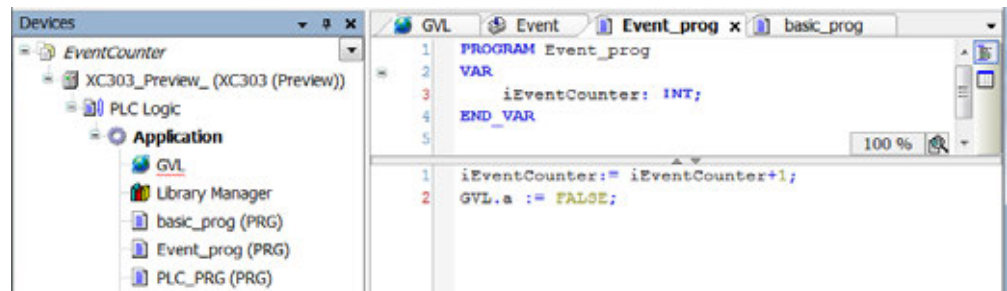 Devices
EventCounter
XC303_Preview_ (XC303 (Preview))
PLC Logic
Application
GVL
Library Manager
basic_prog (PRG)
Event_prog (PRG)
PLC_PRG (PRG)
GVL Event Event_prog x basic_prog
1 PROGRAM Event_prog
2 VAR
3 iEventCounter: INT;
4 END_VAR
5
100 %
1 iEventCounter:= iEventCounter+1;
2 GVL.a := FALSE;